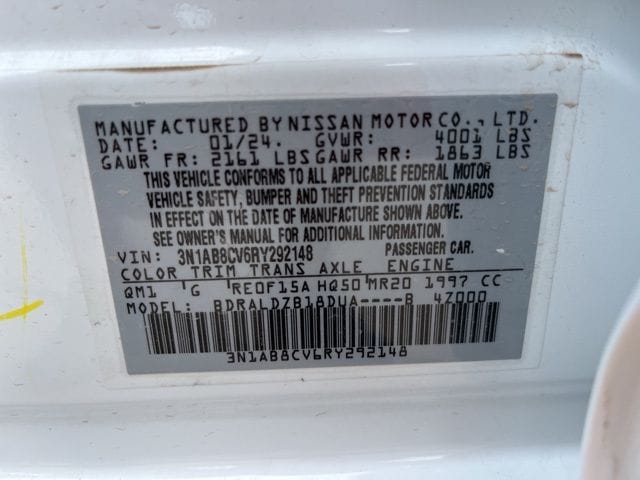 MANUFACTURED BY NISSAN MOTOR CO., LTD.
DATE: 01/24. GVWR: 4001 LBS
GAWR FR: 2161 LBS GAWR RR: 1863 LBS
THIS VEHICLE CONFORMS TO ALL APPLICABLE FEDERAL MOTOR
VEHICLE SAFETY, BUMPER AND THEFT PREVENTION STANDARDS
IN EFFECT ON THE DATE OF MANUFACTURE SHOWN ABOVE.
SEE OWNER'S MANUAL FOR ADDITIONAL INFORMATION.
VIN: 3N1AB8CV6RY292148 PASSENGER CAR.
COLOR TRIM TRANS AXLE ENGINE
QM1 G RE0F15A HQ50 MR20 1997 CC
MODEL: BDRALDZB18DUA----B 47000
3N1AB8CV6RY292148